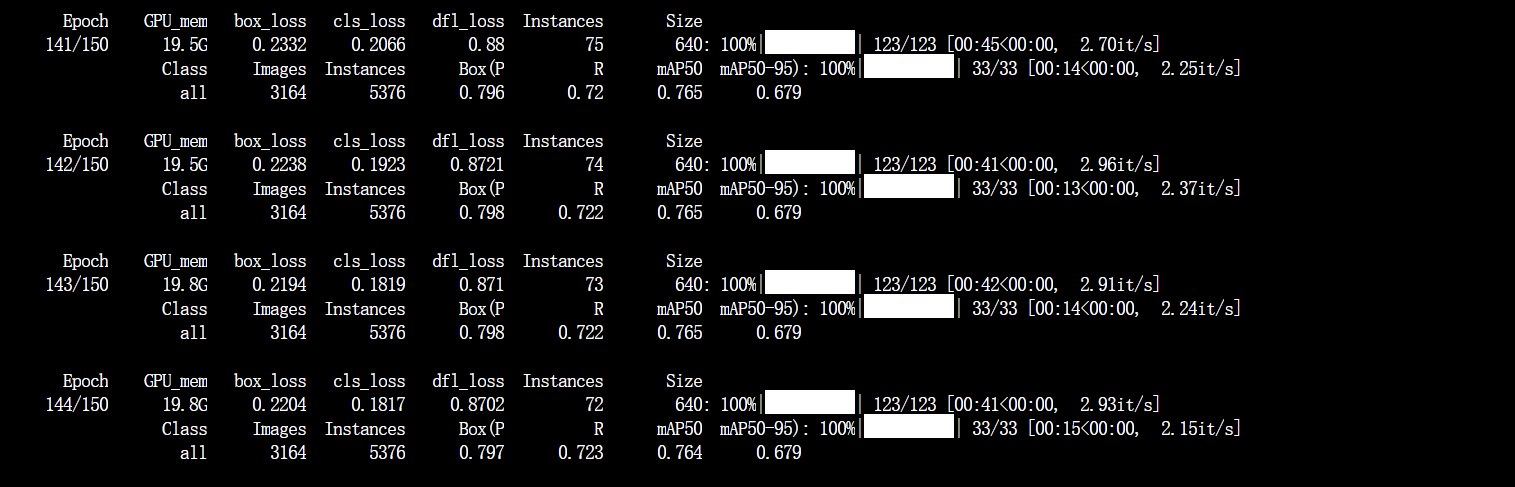 Epoch GPU_mem box_loss cls_loss dfl_loss Instances Size
141/150 19.5G 0.2332 0.2066 0.88 75 640: 100%| | 123/123 [00:45<00:00, 2.70it/s]
Class Images Instances Box(P R mAP50 mAP50-95): 100%| | 33/33 [00:14<00:00, 2.25it/s]
all 3164 5376 0.796 0.72 0.765 0.679
Epoch GPU_mem box_loss cls_loss dfl_loss Instances Size
142/150 19.5G 0.2238 0.1923 0.8721 74 640: 100%| | 123/123 [00:41<00:00, 2.96it/s]
Class Images Instances Box(P R mAP50 mAP50-95): 100%| | 33/33 [00:13<00:00, 2.37it/s]
all 3164 5376 0.798 0.722 0.765 0.679
Epoch GPU_mem box_loss cls_loss dfl_loss Instances Size
143/150 19.8G 0.2194 0.1819 0.871 73 640: 100%| | 123/123 [00:42<00:00, 2.91it/s]
Class Images Instances Box(P R mAP50 mAP50-95): 100%| | 33/33 [00:14<00:00, 2.24it/s]
all 3164 5376 0.798 0.722 0.765 0.679
Epoch GPU_mem box_loss cls_loss dfl_loss Instances Size
144/150 19.8G 0.2204 0.1817 0.8702 72 640: 100%| | 123/123 [00:41<00:00, 2.93it/s]
Class Images Instances Box(P R mAP50 mAP50-95): 100%| | 33/33 [00:15<00:00, 2.15it/s]
all 3164 5376 0.797 0.723 0.764 0.679